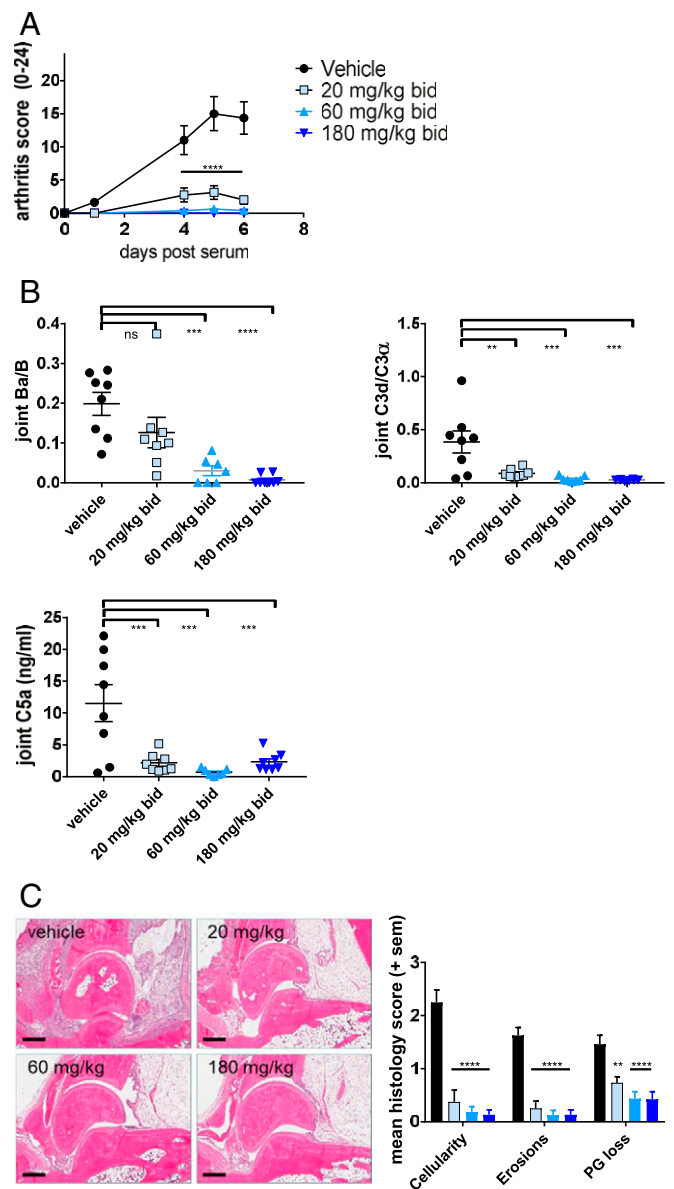 A
arthritis score (0-24)
20
15
10
5
0
0 2 4 6 8
days post serum
****
Vehicle
20 mg/kg bid
60 mg/kg bid
180 mg/kg bid
B
joint Ba/B
0.4
0.3
0.2
0.1
0.0
ns *** ****
vehicle
20 mg/kg bid
60 mg/kg bid
180 mg/kg bid
joint C3d/C3α
1.5
1.0
0.5
0.0
** *** ***
vehicle
20 mg/kg bid
60 mg/kg bid
180 mg/kg bid
joint C5a (ng/ml)
25
20
15
10
5
0
*** *** ***
vehicle
20 mg/kg bid
60 mg/kg bid
180 mg/kg bid
C
vehicle
20 mg/kg
60 mg/kg
180 mg/kg
mean histology score (+ sem)
3
2
1
0
**** **** ** ****
Cellularity
Erosions
PG loss